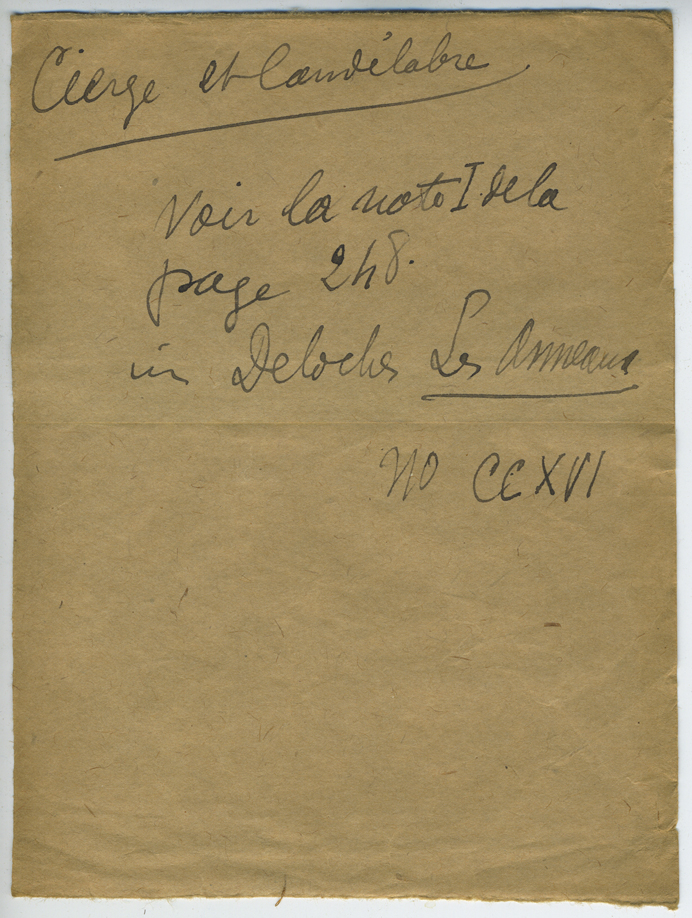 Cierge et Candélabre
Voir la note I de la
page 248.
in Deloche, Les Anneaux
No CCXVI